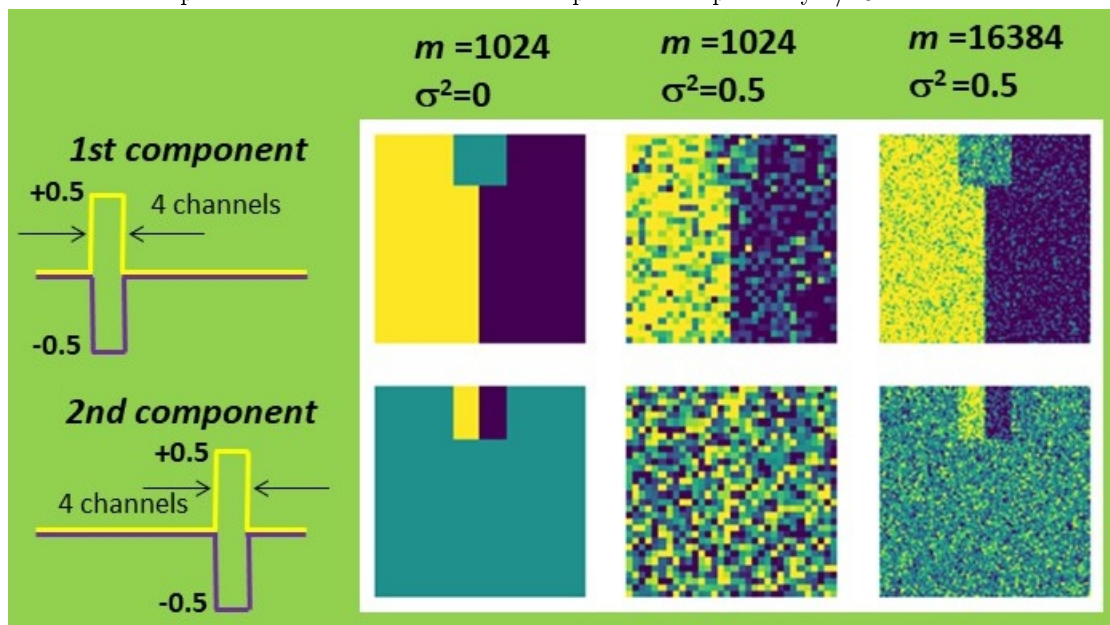 m =1024
σ²=0
m =1024
σ²=0.5
m =16384
σ² =0.5
1st component
+0.5
4 channels
-0.5
2nd component
+0.5
4 channels
-0.5